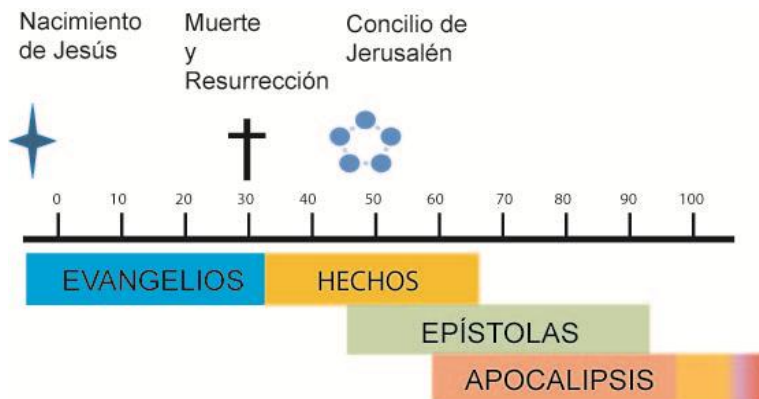 Nacimiento
de Jesús
Muerte
y
Resurrección
Concilio de
Jerusalén
0 10 20 30 40 50 60 70 80 90 100
EVANGELIOS HECHOS
EPÍSTOLAS
APOCALIPSIS